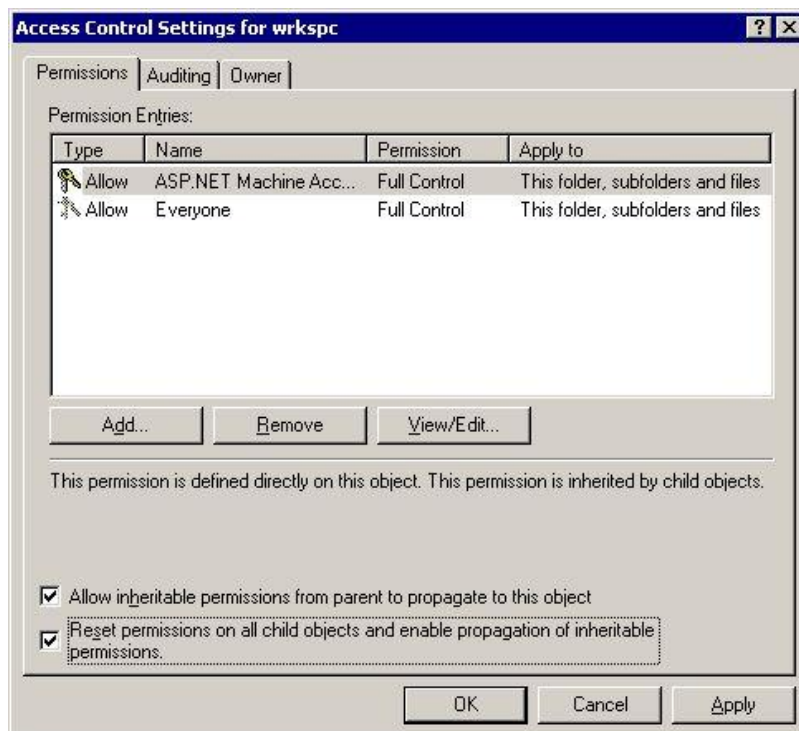 Access Control Settings for wrkspc
? X
Permissions Auditing Owner
Permission Entries:
Type Name Permission Apply to
Allow ASP.NET Machine Acc... Full Control This folder, subfolders and files
Allow Everyone Full Control This folder, subfolders and files
Add... Remove View/Edit...
This permission is defined directly on this object. This permission is inherited by child objects.
Allow inheritable permissions from parent to propagate to this object
Reset permissions on all child objects and enable propagation of inheritable
permissions.
OK Cancel Apply